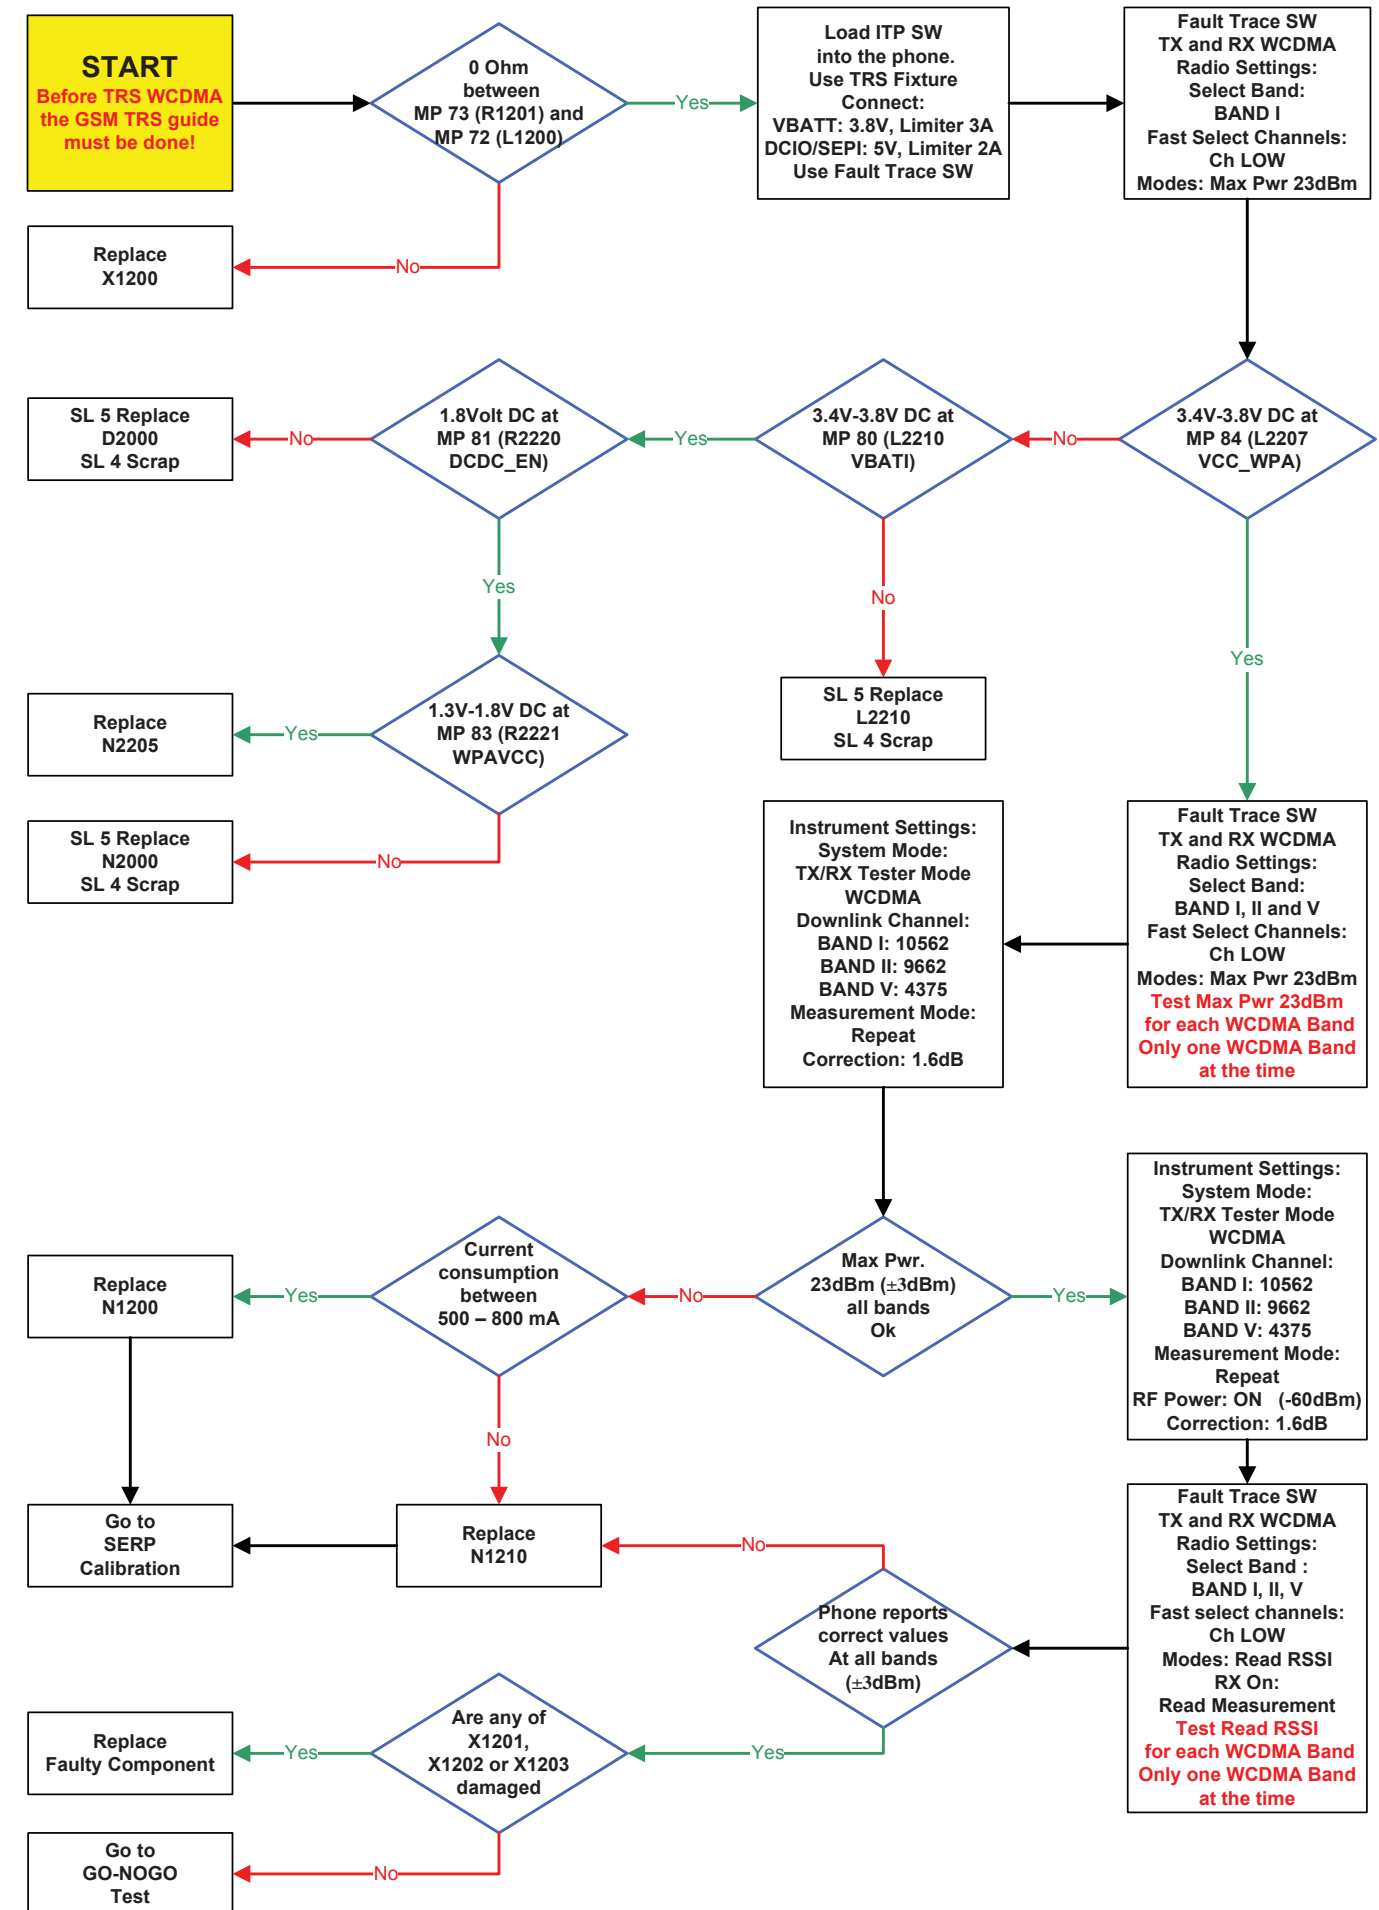 START
Before TRS WCDMA
the GSM TRS guide
must be done!
0 Ohm
between
MP 73 (R1201) and
MP 72 (L1200)
Yes
Load ITP SW
into the phone.
Use TRS Fixture
Connect:
VBATT: 3.8V, Limiter 3A
DCIO/SEPI: 5V, Limiter 2A
Use Fault Trace SW
Fault Trace SW
TX and RX WCDMA
Radio Settings:
Select Band:
BAND I
Fast Select Channels:
Ch LOW
Modes: Max Pwr 23dBm
Replace
X1200
No
SL 5 Replace
D2000
SL 4 Scrap
No
1.8Volt DC at
MP 81 (R2220
DCDC_EN)
Yes
3.4V-3.8V DC at
MP 80 (L2210
VBATI)
No
3.4V-3.8V DC at
MP 84 (L2207
VCC_WPA)
Yes
No
Yes
Replace
N2205
Yes
1.3V-1.8V DC at
MP 83 (R2221
WPAVCC)
SL 5 Replace
L2210
SL 4 Scrap
SL 5 Replace
N2000
SL 4 Scrap
No
Instrument Settings:
System Mode:
TX/RX Tester Mode
WCDMA
Downlink Channel:
BAND I: 10562
BAND II: 9662
BAND V: 4375
Measurement Mode:
Repeat
Correction: 1.6dB
Fault Trace SW
TX and RX WCDMA
Radio Settings:
Select Band:
BAND I, II and V
Fast Select Channels:
Ch LOW
Modes: Max Pwr 23dBm
Test Max Pwr 23dBm
for each WCDMA Band
Only one WCDMA Band
at the time
Replace
N1200
Yes
Current
consumption
between
500 – 800 mA
No
Max Pwr.
23dBm (±3dBm)
all bands
Ok
Yes
Instrument Settings:
System Mode:
TX/RX Tester Mode
WCDMA
Downlink Channel:
BAND I: 10562
BAND II: 9662
BAND V: 4375
Measurement Mode:
Repeat
RF Power: ON (-60dBm)
Correction: 1.6dB
No
Go to
SERP
Calibration
Replace
N1210
No
Phone reports
correct values
At all bands
(±3dBm)
Fault Trace SW
TX and RX WCDMA
Radio Settings:
Select Band :
BAND I, II, V
Fast select channels:
Ch LOW
Modes: Read RSSI
RX On:
Read Measurement
Test Read RSSI
for each WCDMA Band
Only one WCDMA Band
at the time
Replace
Faulty Component
Yes
Are any of
X1201,
X1202 or X1203
damaged
Yes
Go to
GO-NOGO
Test
No